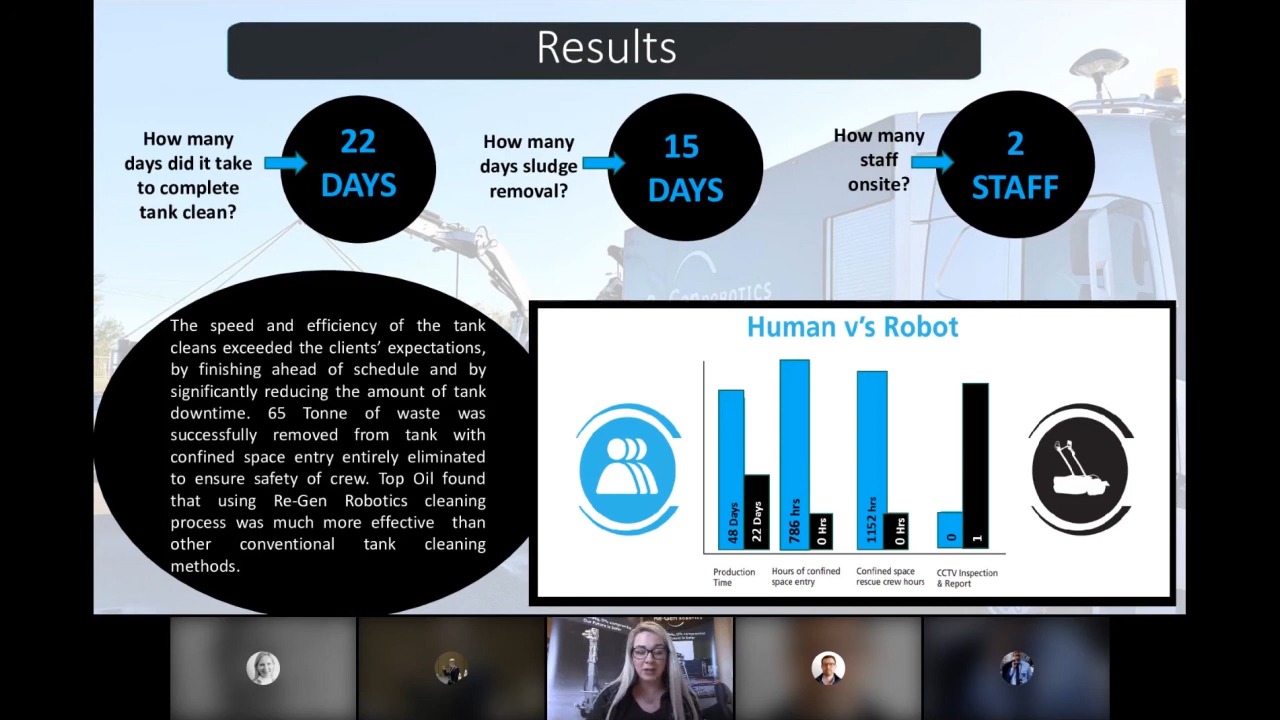 Results
How many
days did it take
to complete
tank clean?
22
DAYS
How many
days sludge
removal?
15
DAYS
How many
staff
onsite?
2
STAFF
The speed and efficiency of the tank
cleans exceeded the clients’ expectations,
by finishing ahead of schedule and by
significantly reducing the amount of tank
downtime. 65 Tonne of waste was
successfully removed from tank with
confined space entry entirely eliminated
to ensure safety of crew. Top Oil found
that using Re-Gen Robotics cleaning
process was much more effective than
other conventional tank cleaning
methods.
Human v's Robot
48 Days
22 Days
786 hrs
0 Hrs
1152 hrs
0 Hrs
0
1
Production
Time
Hours of confined
space entry
Confined space
rescue crew hours
CCTV Inspection
& Report